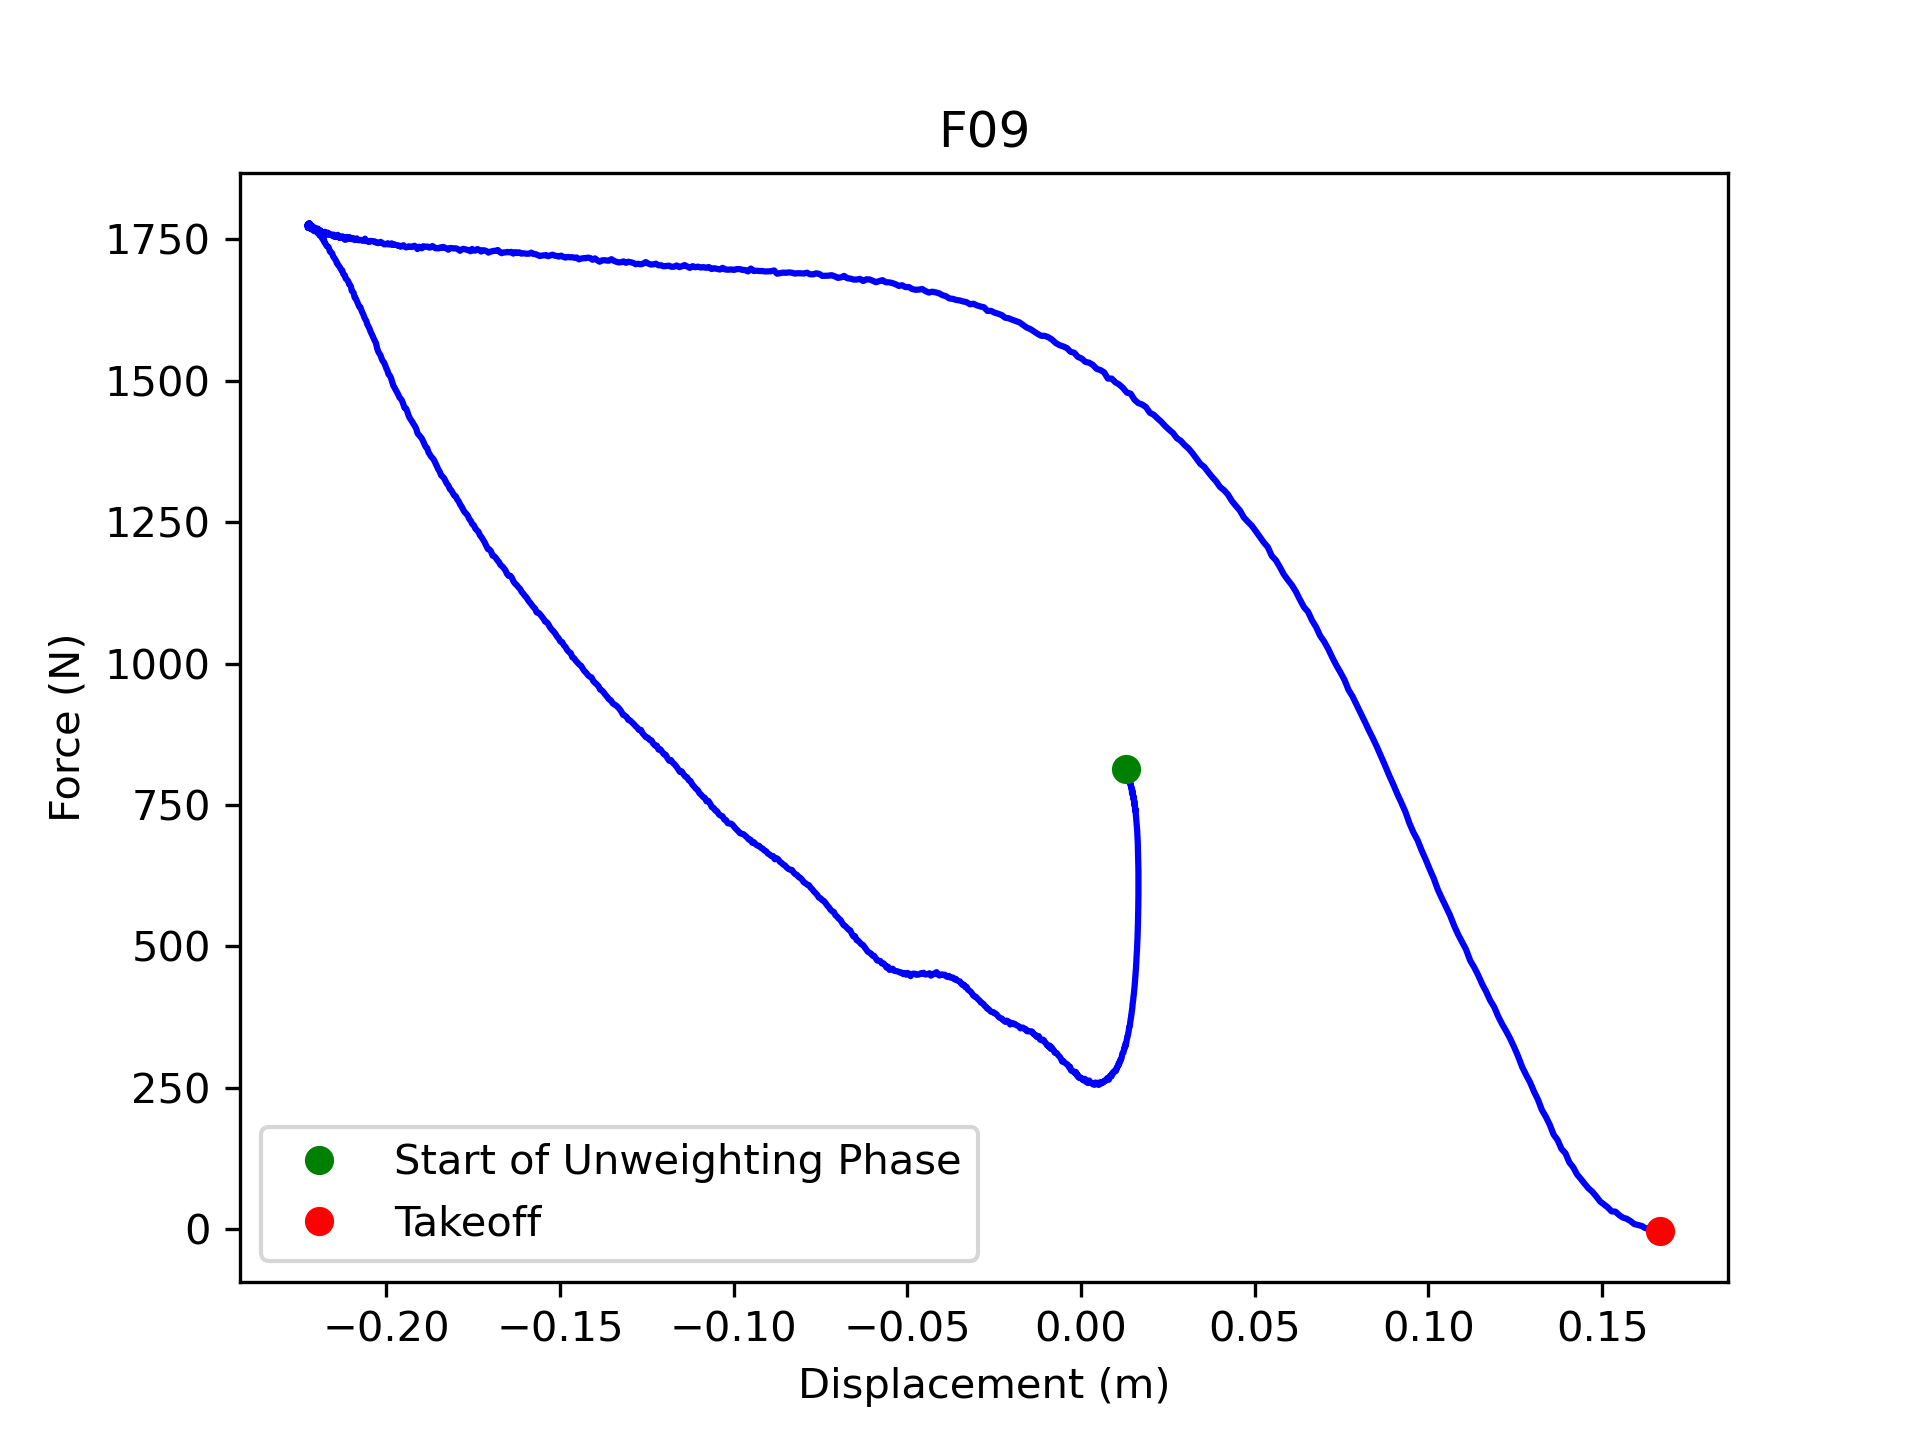 F09
1750
1500
1250
1000
750
500
250
0
Force (N)
Start of Unweighting Phase
Takeoff
−0.20 −0.15 −0.10 −0.05 0.00 0.05 0.10 0.15
Displacement (m)